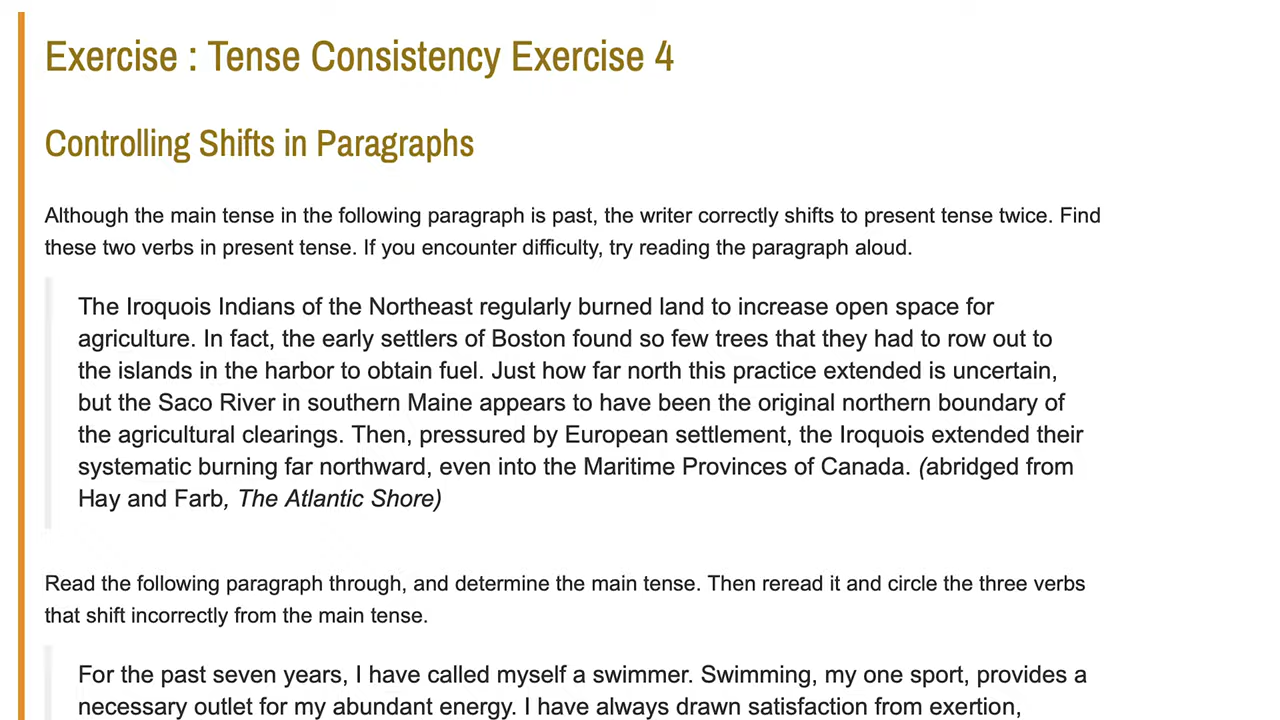 Exercise : Tense Consistency Exercise 4
Controlling Shifts in Paragraphs
Although the main tense in the following paragraph is past, the writer correctly shifts to present tense twice. Find
these two verbs in present tense. If you encounter difficulty, try reading the paragraph aloud.
The Iroquois Indians of the Northeast regularly burned land to increase open space for
agriculture. In fact, the early settlers of Boston found so few trees that they had to row out to
the islands in the harbor to obtain fuel. Just how far north this practice extended is uncertain,
but the Saco River in southern Maine appears to have been the original northern boundary of
the agricultural clearings. Then, pressured by European settlement, the Iroquois extended their
systematic burning far northward, even into the Maritime Provinces of Canada. (abridged from
Hay and Farb, The Atlantic Shore)
Read the following paragraph through, and determine the main tense. Then reread it and circle the three verbs
that shift incorrectly from the main tense.
For the past seven years, I have called myself a swimmer. Swimming, my one sport, provides a
necessary outlet for my abundant energy. I have always drawn satisfaction from exertion,